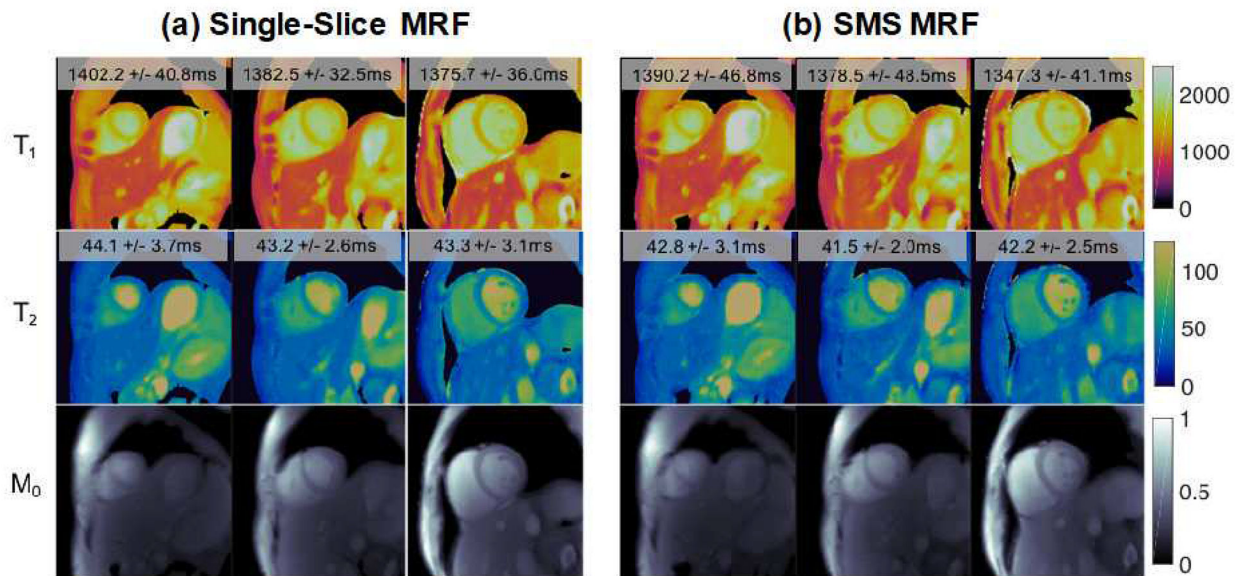 (a) Single-Slice MRF
(b) SMS MRF
T₁
1402.2 +/- 40.8ms
1382.5 +/- 32.5ms
1375.7 +/- 36.0ms
1390.2 +/- 46.8ms
1378.5 +/- 48.5ms
1347.3 +/- 41.1ms
2000
1000
0
T₂
44.1 +/- 3.7ms
43.2 +/- 2.6ms
43.3 +/- 3.1ms
42.8 +/- 3.1ms
41.5 +/- 2.0ms
42.2 +/- 2.5ms
100
50
0
M₀
1
0.5
0